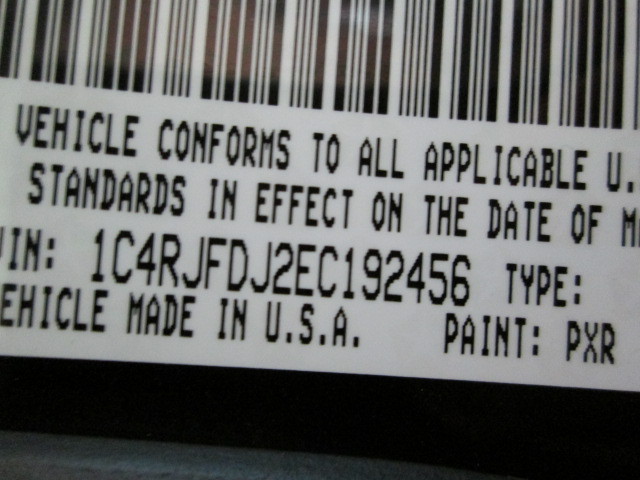 VEHICLE CONFORMS TO ALL APPLICABLE U.
STANDARDS IN EFFECT ON THE DATE OF M
VIN: 1C4RJFDJ2EC192456 TYPE:
EHICLE MADE IN U.S.A. PAINT: PXR